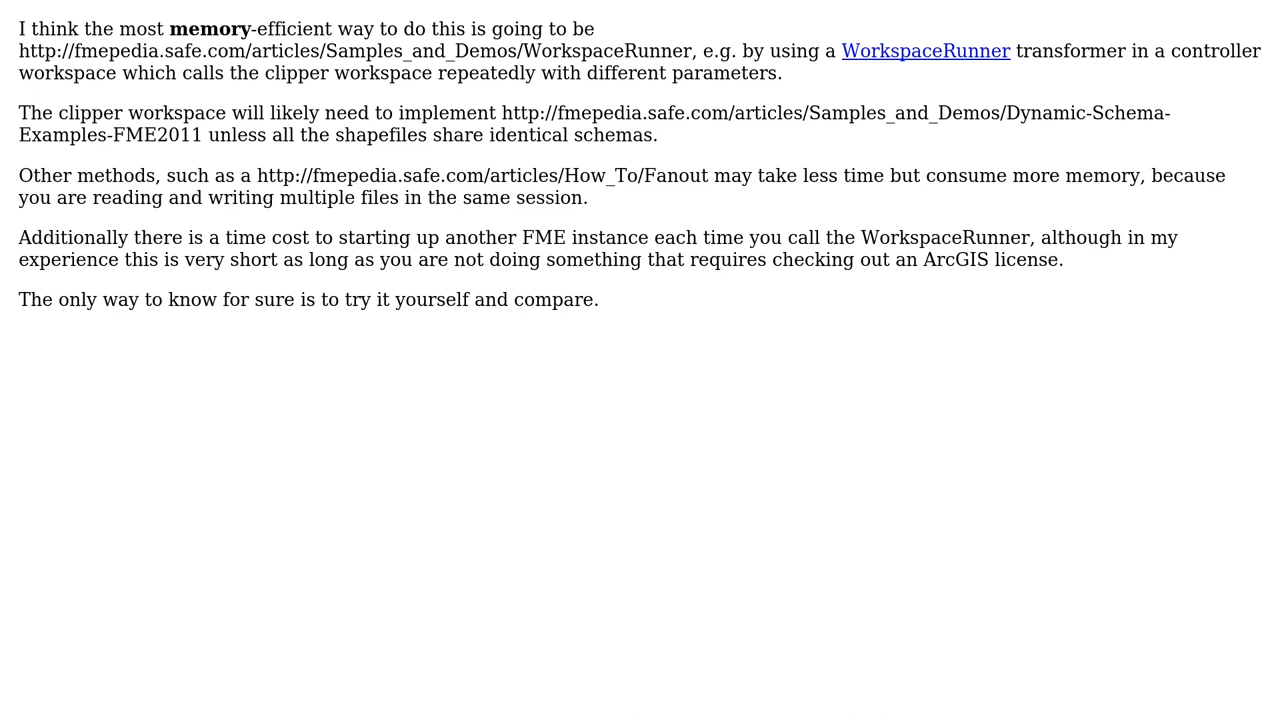 I think the most memory-efficient way to do this is going to be
http://fmepedia.safe.com/articles/Samples_and_Demos/WorkspaceRunner, e.g. by using a WorkspaceRunner transformer in a controller
workspace which calls the clipper workspace repeatedly with different parameters.
The clipper workspace will likely need to implement http://fmepedia.safe.com/articles/Samples_and_Demos/Dynamic-Schema-
Examples-FME2011 unless all the shapefiles share identical schemas.
Other methods, such as a http://fmepedia.safe.com/articles/How_To/Fanout may take less time but consume more memory, because
you are reading and writing multiple files in the same session.
Additionally there is a time cost to starting up another FME instance each time you call the WorkspaceRunner, although in my
experience this is very short as long as you are not doing something that requires checking out an ArcGIS license.
The only way to know for sure is to try it yourself and compare.